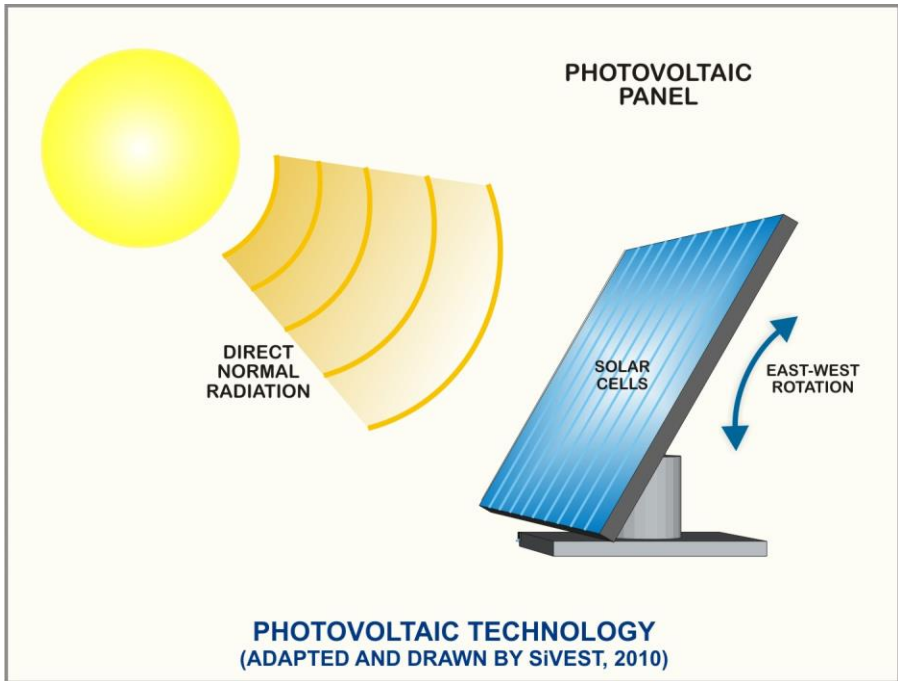 PHOTOVOLTAIC
PANEL
DIRECT
NORMAL
RADIATION
SOLAR
CELLS
EAST-WEST
ROTATION
PHOTOVOLTAIC TECHNOLOGY
(ADAPTED AND DRAWN BY SiVEST, 2010)